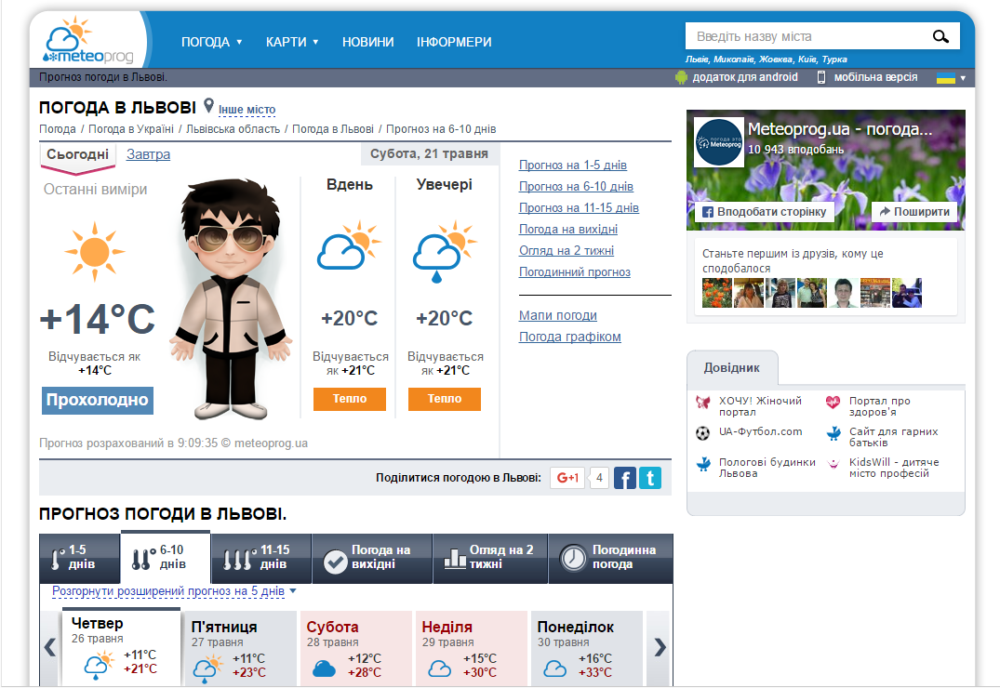 meteoprog
ПОГОДА ▼ КАРТИ ▼ НОВИНИ ІНФОРМЕРИ
Введіть назву міста
Львів, Миколаїв, Жовква, Київ, Турка
Прогноз погоди в Львові.
додаток для android мобільна версія
ПОГОДА В ЛЬВОВІ Інше місто
Погода / Погода в Україні / Львівська область / Погода в Львові / Прогноз на 6-10 днів
Сьогодні Завтра Субота, 21 травня
Останні виміри
Вдень Увечері
+14°C
+20°C +20°C
Відчувається як
+14°C
Відчувається
як +21°C
Відчувається
як +21°C
Прохолодно
Тепло Тепло
Прогноз розрахований в 9:09:35 © meteoprog.ua
Прогноз на 1-5 днів
Прогноз на 6-10 днів
Прогноз на 11-15 днів
Погода на вихідні
Огляд на 2 тижні
Погодинний прогноз
Мапи погоди
Погода графіком
Поділитися погодою в Львові: G+1 4 f t
Meteoprog.ua - погода...
10 943 вподобань
погода это
Meteoprog
Вподобати сторінку Поширити
Станьте першим із друзів, кому це
сподобалося
Довідник
ХОЧУ! Жіночий
портал
Портал про
здоров'я
UA-Футбол.com
Сайт для гарних
батьків
Пологові будинки
Львова
KidsWill - дитяче
місто професій
ПРОГНОЗ ПОГОДИ В ЛЬВОВІ.
1-5
днів
6-10
днів
11-15
днів
Погода на
вихідні
Огляд на 2
тижні
Погодинна
погода
Розгорнути розширений прогноз на 5 днів
Четвер
26 травня
+11°C
+21°C
П'ятниця
27 травня
+11°C
+23°C
Субота
28 травня
+12°C
+28°C
Неділя
29 травня
+15°C
+30°C
Понеділок
30 травня
+16°C
+33°C